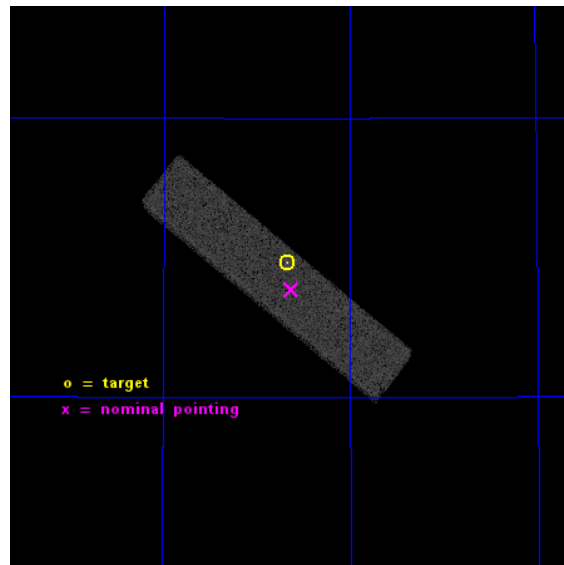 o = target
x = nominal pointing